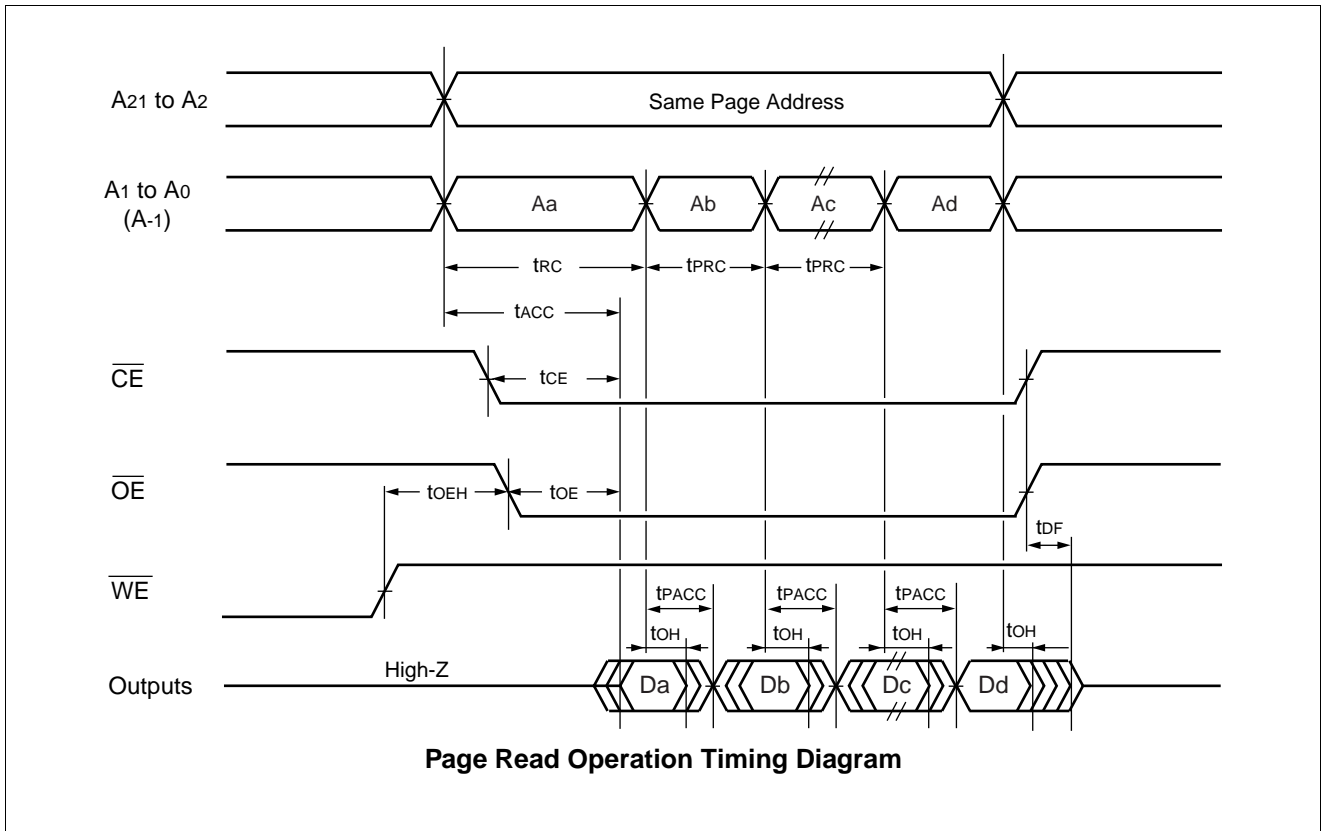 A21 to A2
Same Page Address
A1 to A0
(A-1)
Aa
Ab
Ac
Ad
tRC
tPRC
tPRC
tACC
CE
tCE
OE
tOEH
tOE
tDF
WE
tPACC
tPACC
tPACC
tOH
tOH
tOH
tOH
High-Z
Outputs
Da
Db
Dc
Dd
Page Read Operation Timing Diagram